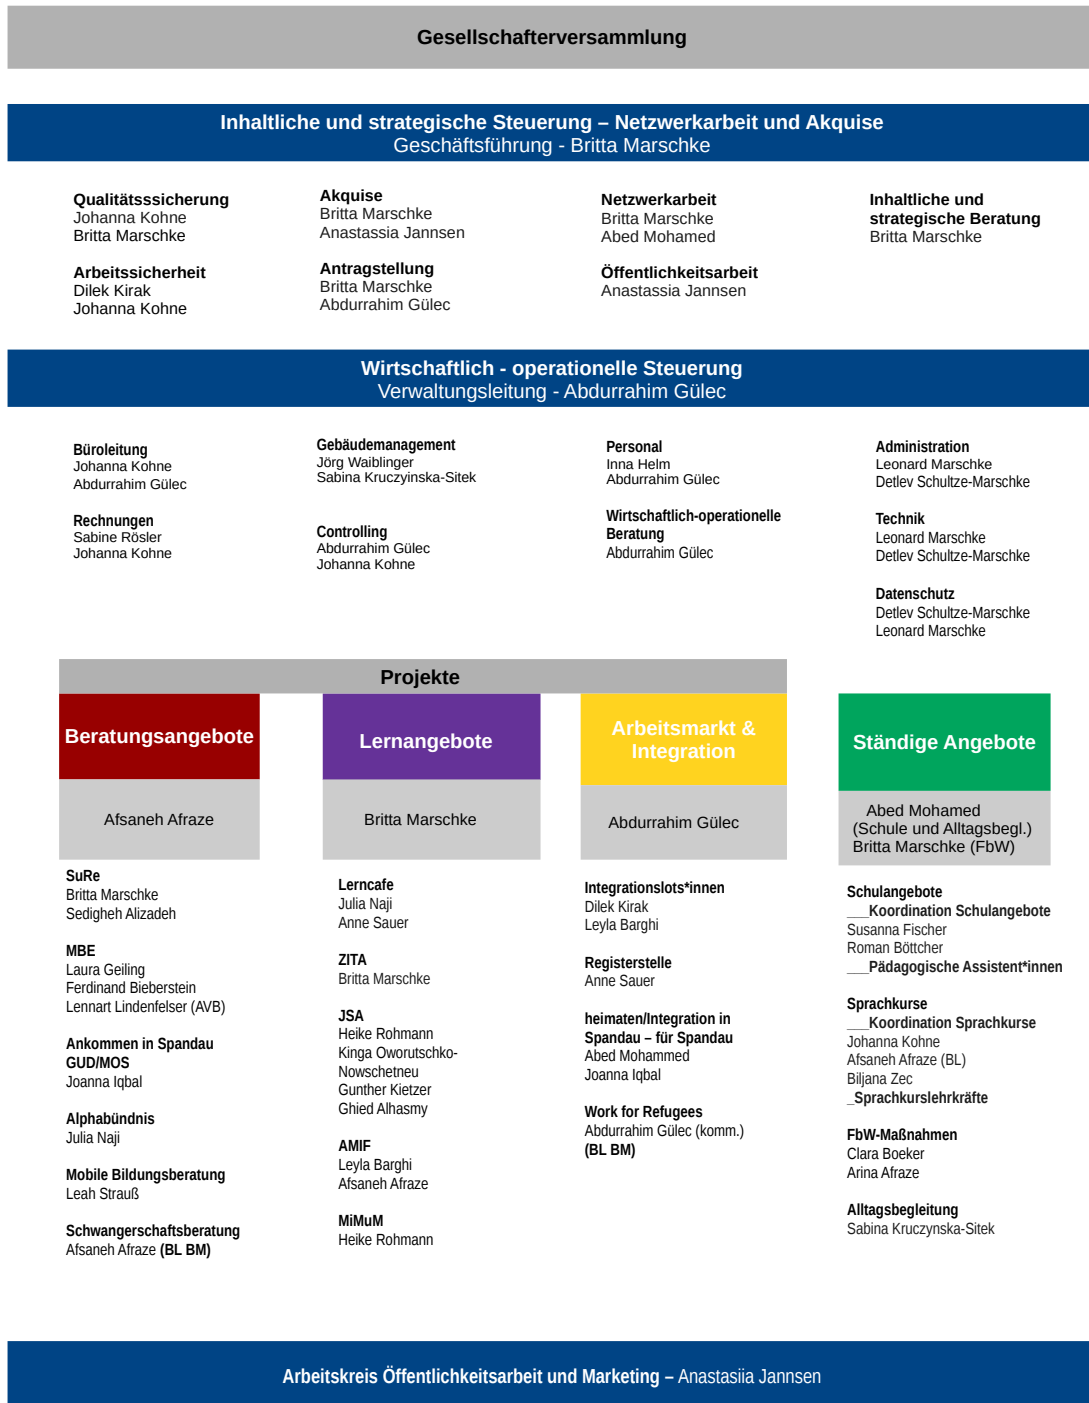 Gesellschafterversammlung
Inhaltliche und strategische Steuerung – Netzwerkarbeit und Akquise
Geschäftsführung - Britta Marschke
Qualitätsssicherung
Johanna Kohne
Britta Marschke
Arbeitssicherheit
Dilek Kirak
Johanna Kohne
Akquise
Britta Marschke
Anastassia Jannsen
Antragstellung
Britta Marschke
Abdurrahim Gülec
Netzwerkarbeit
Britta Marschke
Abed Mohamed
Öffentlichkeitsarbeit
Anastassia Jannsen
Inhaltliche und
strategische Beratung
Britta Marschke
Wirtschaftlich - operationelle Steuerung
Verwaltungsleitung - Abdurrahim Gülec
Büroleitung
Johanna Kohne
Abdurrahim Gülec
Rechnungen
Sabine Rösler
Johanna Kohne
Gebäudemanagement
Jörg Waiblinger
Sabina Kruczyinska-Sitek
Controlling
Abdurrahim Gülec
Johanna Kohne
Personal
Inna Helm
Abdurrahim Gülec
Wirtschaftlich-operationelle
Beratung
Abdurrahim Gülec
Administration
Leonard Marschke
Detlev Schultze-Marschke
Technik
Leonard Marschke
Detlev Schultze-Marschke
Datenschutz
Detlev Schultze-Marschke
Leonard Marschke
Projekte
Beratungsangebote
Afsaneh Afraze
SuRe
Britta Marschke
Sedigheh Alizadeh
MBE
Laura Geiling
Ferdinand Bieberstein
Lennart Lindenfelser (AVB)
Ankommen in Spandau
GUD/MOS
Joanna Iqbal
Alphabündnis
Julia Naji
Mobile Bildungsberatung
Leah Strauß
Schwangerschaftsberatung
Afsaneh Afraze (BL BM)
Lernangebote
Britta Marschke
Lerncafe
Julia Naji
Anne Sauer
ZITA
Britta Marschke
JSA
Heike Rohmann
Kinga Oworutschko-
Nowschetneu
Gunther Kietzer
Ghied Alhasmy
AMIF
Leyla Barghi
Afsaneh Afraze
MiMuM
Heike Rohmann
Arbeitsmarkt &
Integration
Abdurrahim Gülec
Integrationslots*innen
Dilek Kirak
Leyla Barghi
Registerstelle
Anne Sauer
heimaten/Integration in
Spandau – für Spandau
Abed Mohammed
Joanna Iqbal
Work for Refugees
Abdurrahim Gülec (komm.)
(BL BM)
Ständige Angebote
Abed Mohamed
(Schule und Alltagsbegl.)
Britta Marschke (FbW)
Schulangebote
___Koordination Schulangebote
Susanna Fischer
Roman Böttcher
___Pädagogische Assistent*innen
Sprachkurse
___Koordination Sprachkurse
Johanna Kohne
Afsaneh Afraze (BL)
Biljana Zec
_Sprachkurslehrkräfte
FbW-Maßnahmen
Clara Boeker
Arina Afraze
Alltagsbegleitung
Sabina Kruczynska-Sitek
Arbeitskreis Öffentlichkeitsarbeit und Marketing – Anastasiia Jannsen